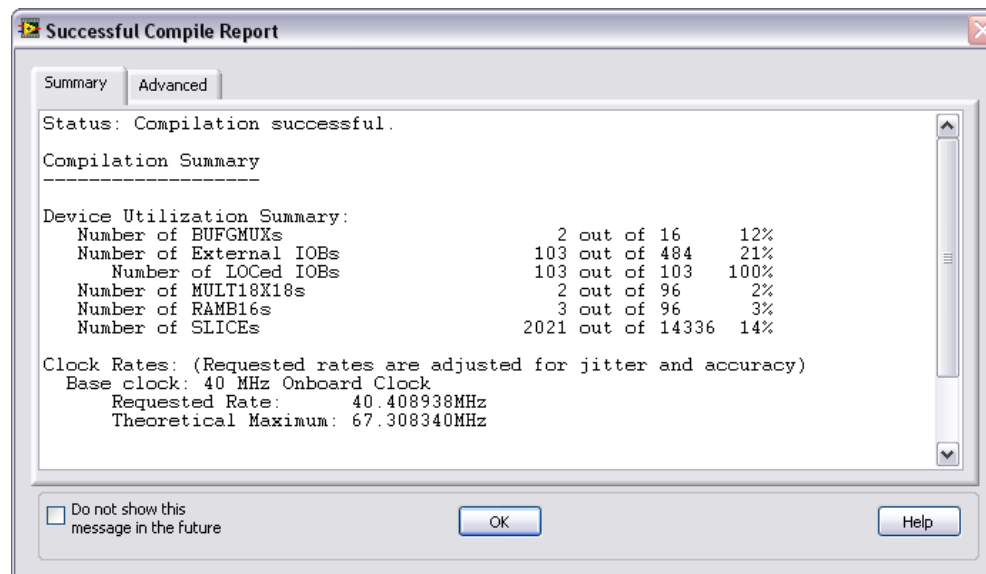 Successful Compile Report
Summary
Advanced
Status: Compilation successful.
Compilation Summary
-------------------
Device Utilization Summary:
Number of BUFGMUXs 2 out of 16 12%
Number of External IOBs 103 out of 484 21%
Number of LOCed IOBs 103 out of 103 100%
Number of MULT18X18s 2 out of 96 2%
Number of RAMB16s 3 out of 96 3%
Number of SLICEs 2021 out of 14336 14%
Clock Rates: (Requested rates are adjusted for jitter and accuracy)
Base clock: 40 MHz Onboard Clock
Requested Rate: 40.408938MHz
Theoretical Maximum: 67.308340MHz
Do not show this
message in the future
OK
Help